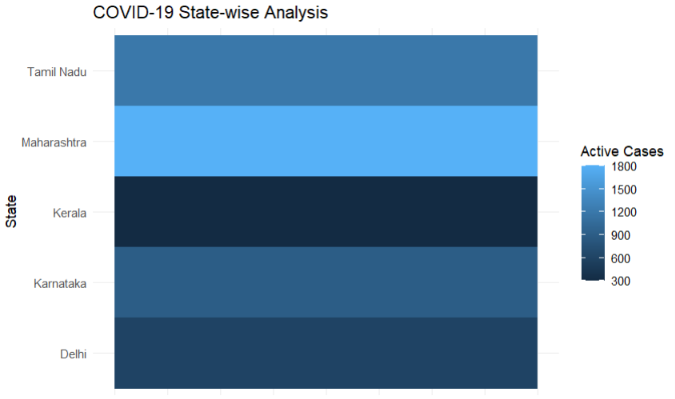 COVID-19 State-wise Analysis
Tamil Nadu
Maharashtra
Kerala
Karnataka
Delhi
State
Active Cases
1800
1500
1200
900
600
300